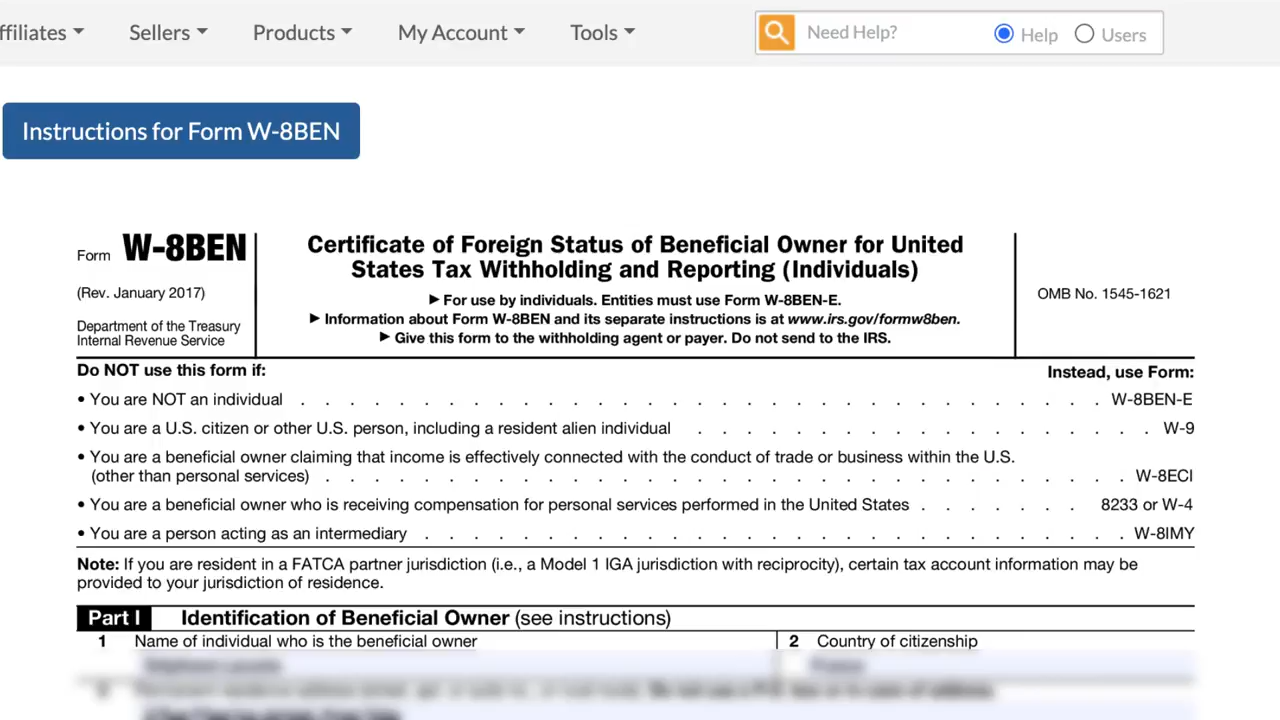 ffiliates Sellers Products My Account Tools Need Help? Help Users
Instructions for Form W-8BEN
Form W-8BEN
(Rev. January 2017)
Department of the Treasury
Internal Revenue Service
Certificate of Foreign Status of Beneficial Owner for United
States Tax Withholding and Reporting (Individuals)
▶ For use by individuals. Entities must use Form W-8BEN-E.
▶ Information about Form W-8BEN and its separate instructions is at www.irs.gov/formw8ben.
▶ Give this form to the withholding agent or payer. Do not send to the IRS.
OMB No. 1545-1621
Do NOT use this form if: Instead, use Form:
• You are NOT an individual . . . . . . . . . . . . . . . . . . . . . . . . . . . . . . . . . W-8BEN-E
• You are a U.S. citizen or other U.S. person, including a resident alien individual . . . . . . . . . . . . . . . . . . . W-9
• You are a beneficial owner claiming that income is effectively connected with the conduct of trade or business within the U.S.
(other than personal services) . . . . . . . . . . . . . . . . . . . . . . . . . . . . . . . . . W-8ECI
• You are a beneficial owner who is receiving compensation for personal services performed in the United States . . . . . . . 8233 or W-4
• You are a person acting as an intermediary . . . . . . . . . . . . . . . . . . . . . . . . . . . . . W-8IMY
Note: If you are resident in a FATCA partner jurisdiction (i.e., a Model 1 IGA jurisdiction with reciprocity), certain tax account information may be
provided to your jurisdiction of residence.
Part I Identification of Beneficial Owner (see instructions)
1 Name of individual who is the beneficial owner 2 Country of citizenship